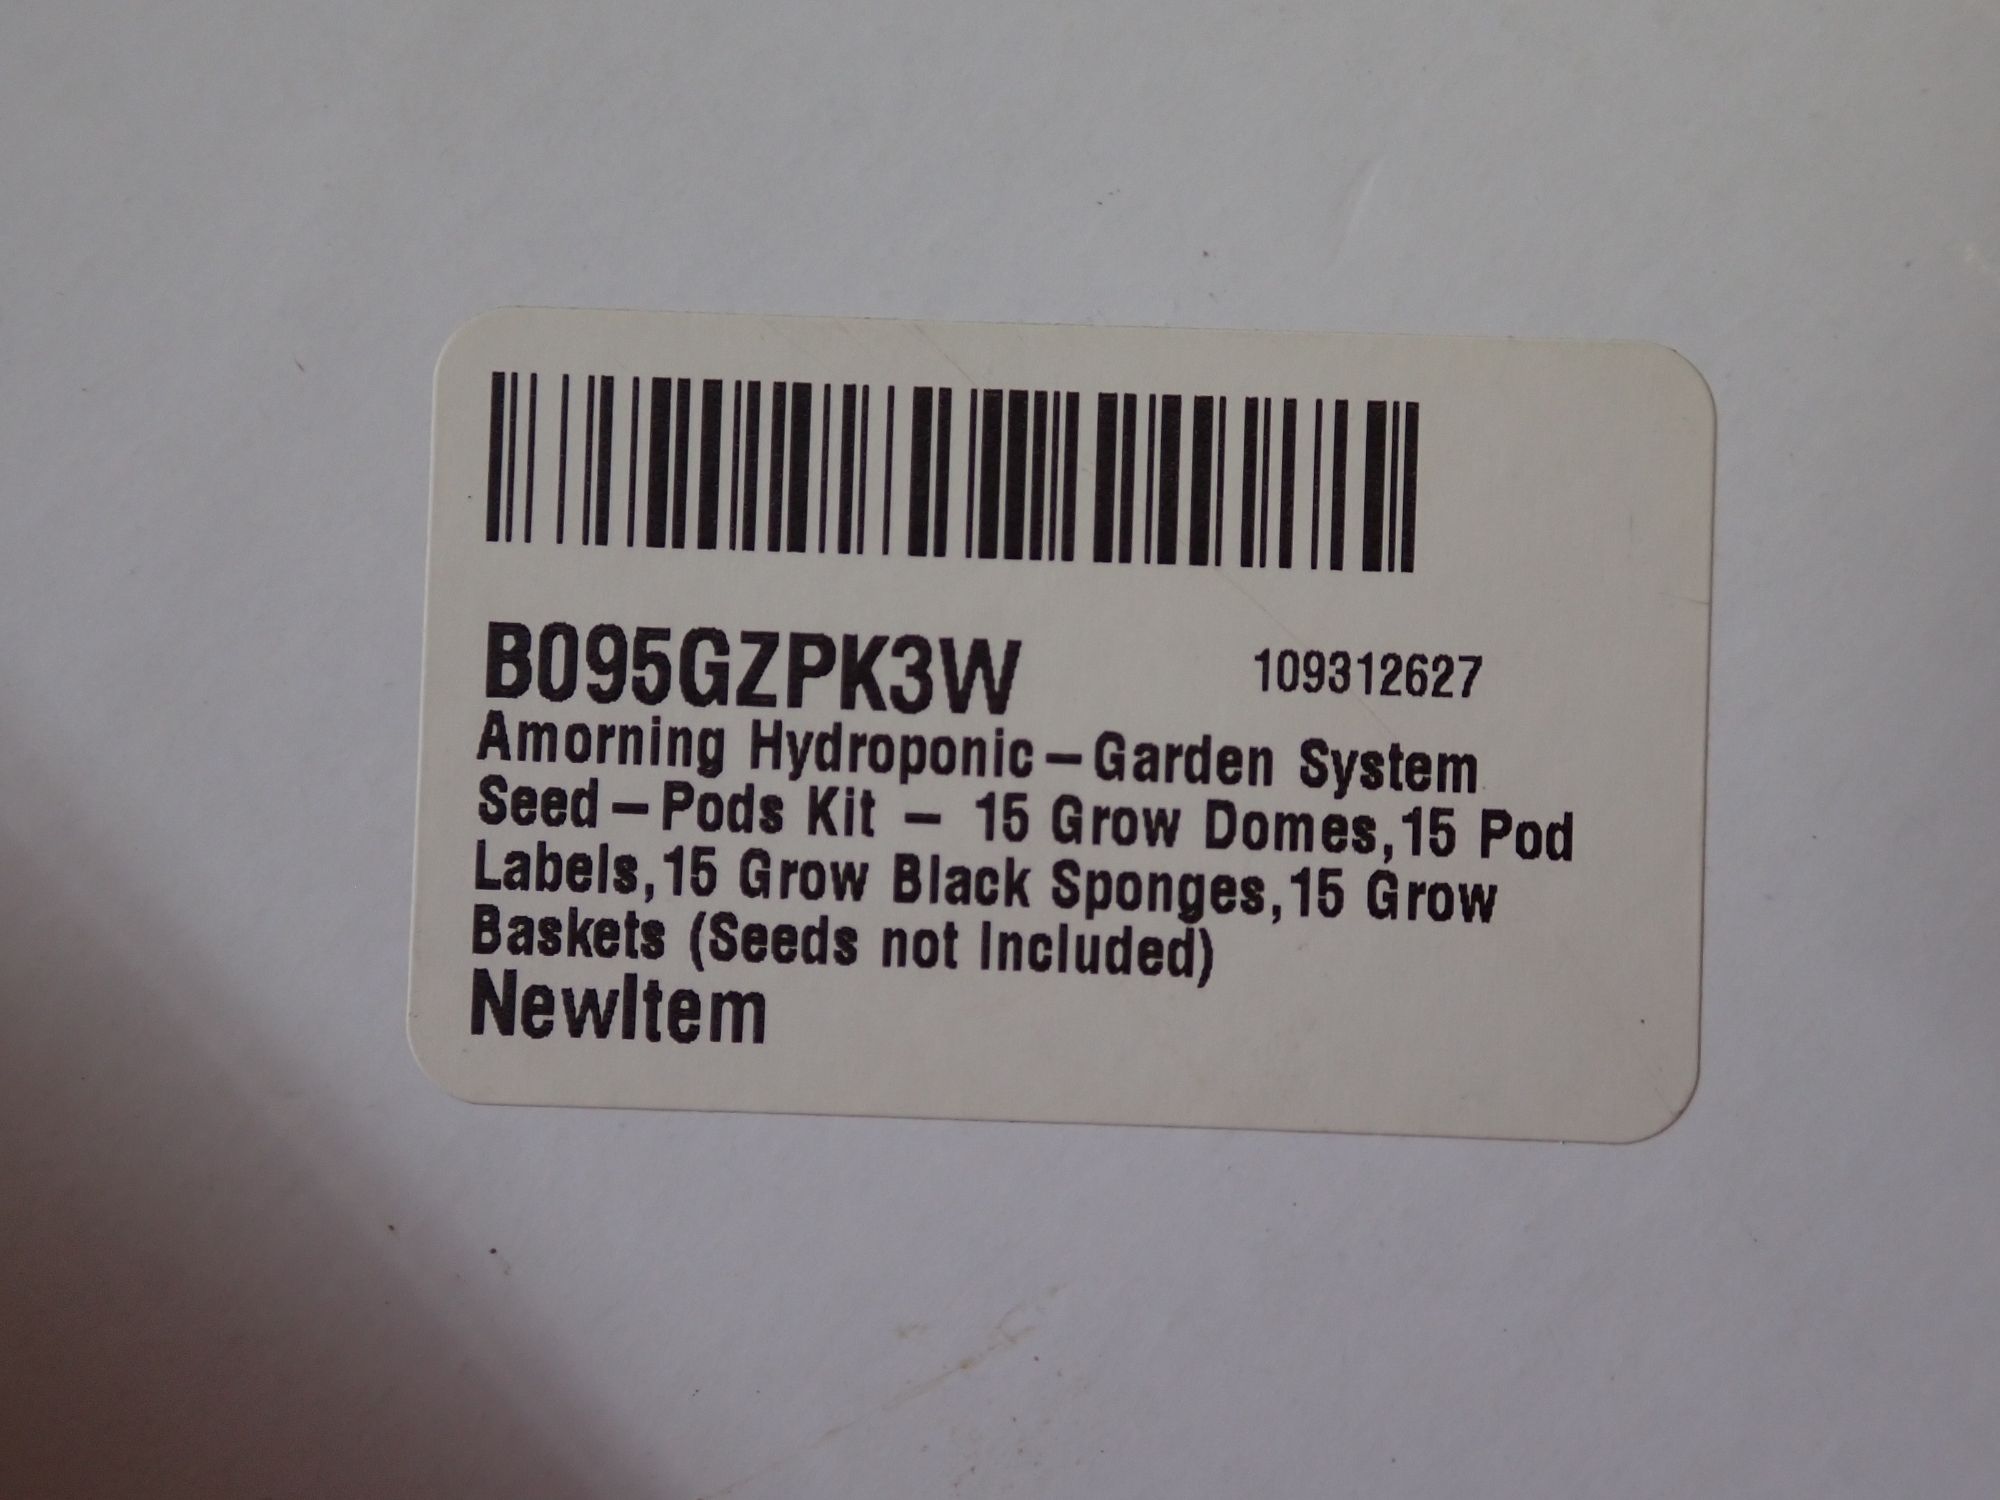 B095GZPK3W 109312627
Amorning Hydroponic-Garden System
Seed-Pods Kit - 15 Grow Domes,15 Pod
Labels,15 Grow Black Sponges,15 Grow
Baskets (Seeds not Included)
NewItem